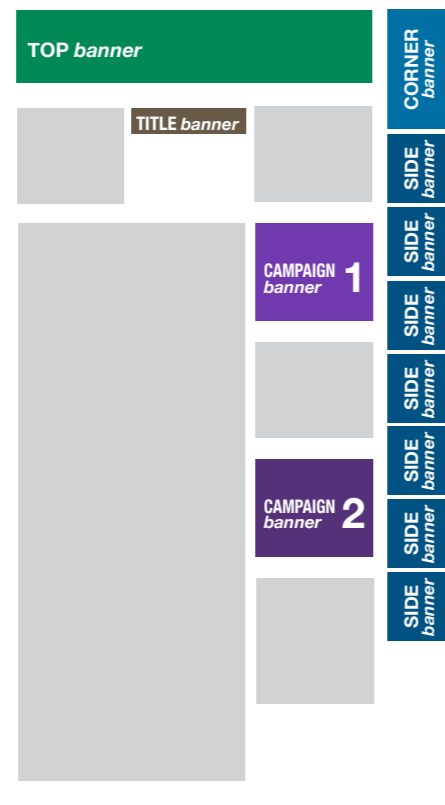 TOP banner
CORNER
banner
TITLE banner
SIDE
banner
SIDE
banner
CAMPAIGN
banner
1
SIDE
banner
SIDE
banner
SIDE
banner
CAMPAIGN
banner
2
SIDE
banner
SIDE
banner